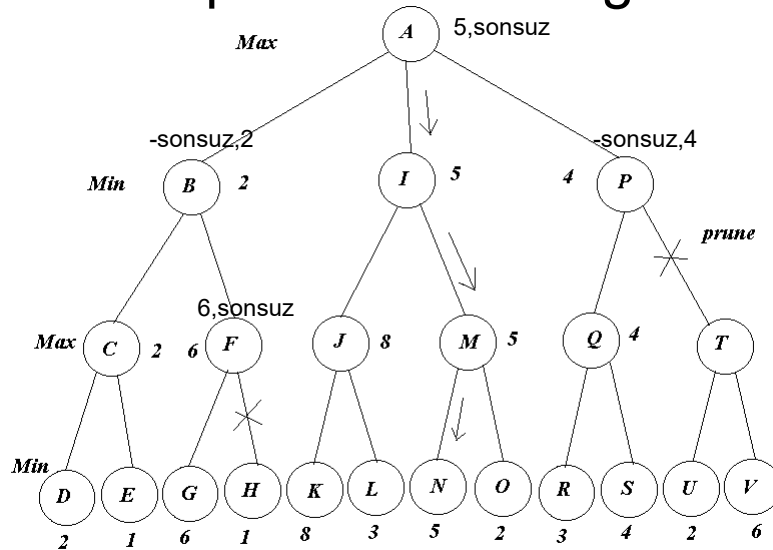 A 5,sonsuz
Max
-sonsuz,2 -sonsuz,4
Min B 2 I 5 4 P
prune
6,sonsuz
Max C 2 6 F J 8 M 5 Q 4 T
Min D E G H K L N O R S U V
2 1 6 1 8 3 5 2 3 4 2 6